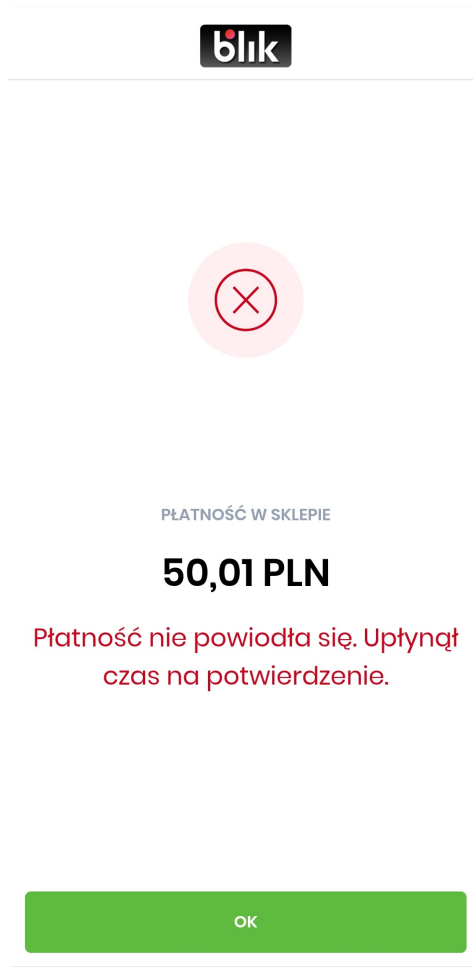 blik
PŁATNOŚĆ W SKLEPIE
50,01 PLN
Płatność nie powiodła się. Upłynął
czas na potwierdzenie.
OK